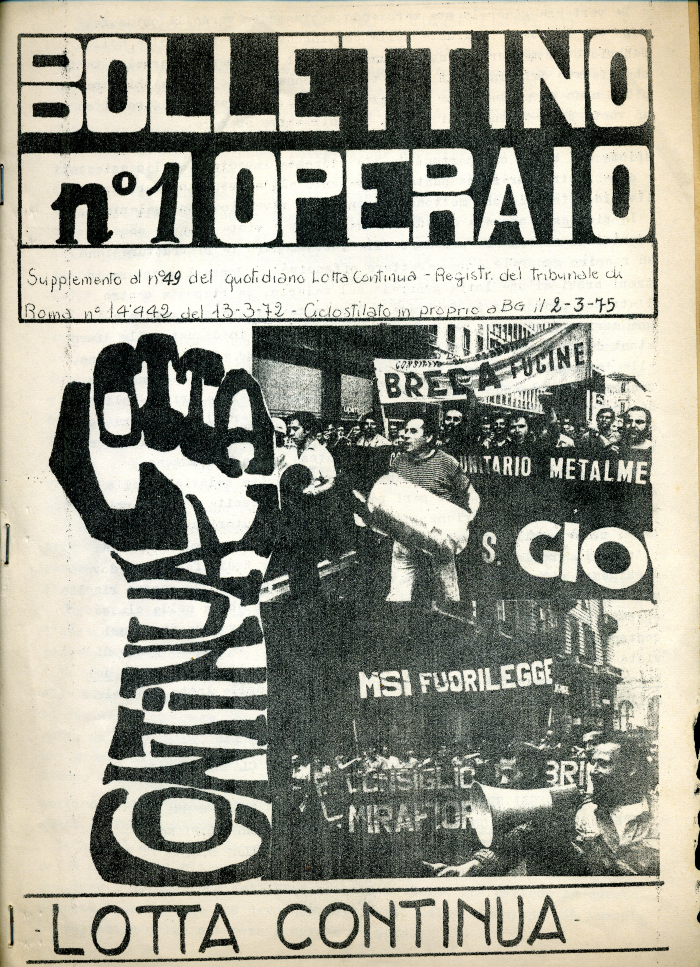 BOLLETTINO
n°1 OPERAIO
Supplemento al n°49 del quotidiano Lotta Continua - Registr. del tribunale di
Roma n° 14442 del 13-3-72 - Ciclostilato in proprio a BG il 2-3-75
LOTTA
CONTINUA
BREDA FUCINE
UNITARIO METALME
S. GIOV
MSI FUORILEGGE
CONSIGLIO
MIRAFIORI
LOTTA CONTINUA